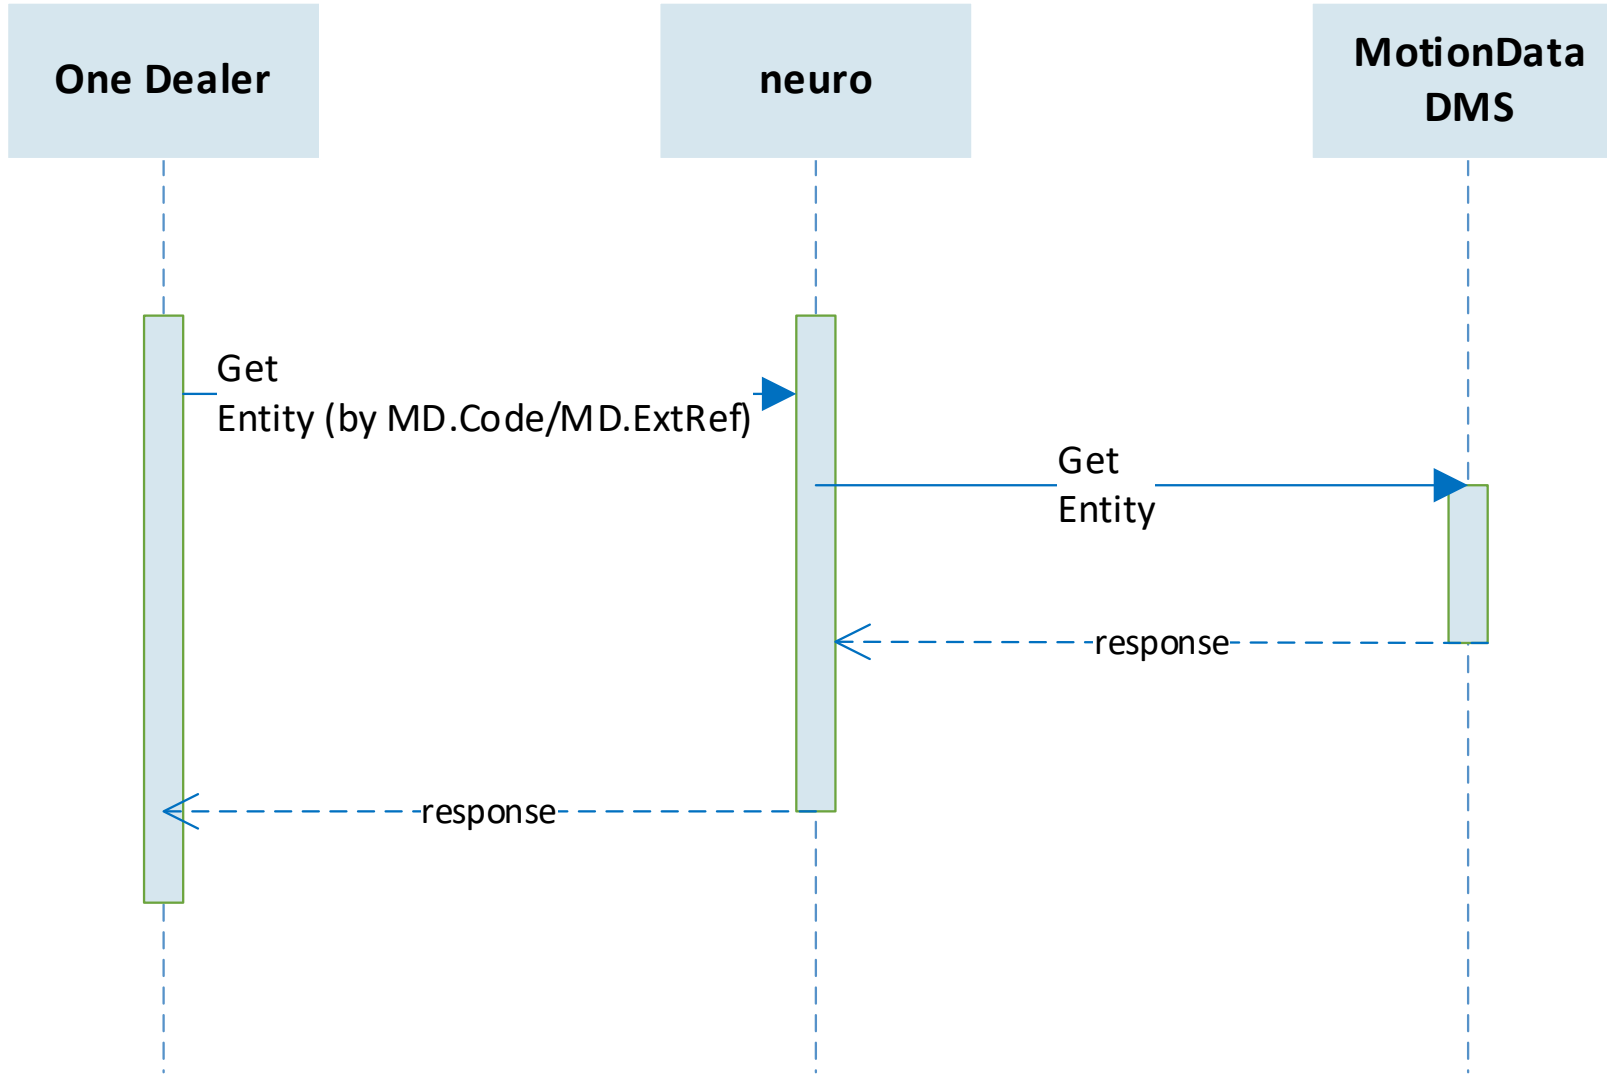 One Dealer
neuro
MotionData
DMS
Get
Entity (by MD.Code/MD.ExtRef)
Get
Entity
response
response